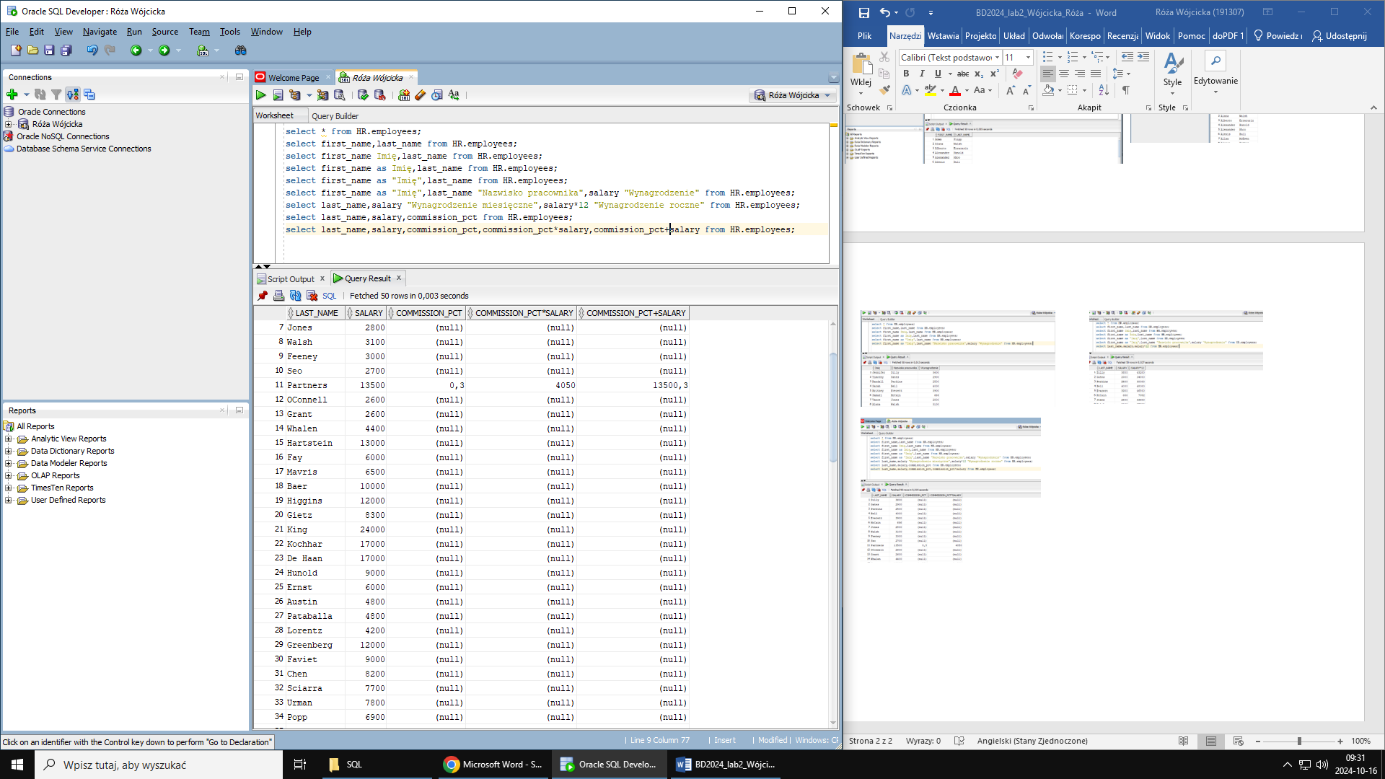 Oracle SQL Developer : Róza Wójcicka
File Edit View Navigate Run Source Team Tools Window Help
Connections
Oracle Connections
Róża Wójcicka
Oracle NoSQL Connections
Database Schema Service Connections
Reports
All Reports
Analytic View Reports
Data Dictionary Reports
Data Modeler Reports
OLAP Reports
TimesTen Reports
User Defined Reports
Welcome Page Róża Wójcicka
Róża Wójcicka
Worksheet Query Builder
select * from HR.employees;
select first_name,last_name from HR.employees;
select first_name Imię,last_name from HR.employees;
select first_name as Imię,last_name from HR.employees;
select first_name as "Imię",last_name from HR.employees;
select first_name as "Imię",last_name "Nazwisko pracownika",salary "Wynagrodzenie" from HR.employees;
select last_name,salary "Wynagrodzenie miesięczne",salary*12 "Wynagrodzenie roczne" from HR.employees;
select last_name,salary,commission_pct from HR.employees;
select last_name,salary,commission_pct,commission_pct*salary,commission_pct+salary from HR.employees;
Script Output x Query Result x
SQL | Fetched 50 rows in 0,003 seconds
LAST_NAME SALARY COMMISSION_PCT COMMISSION_PCT*SALARY COMMISSION_PCT+SALARY
7 Jones 2800 (null) (null) (null)
8 Walsh 3100 (null) (null) (null)
9 Feeney 3000 (null) (null) (null)
10 Seo 2700 (null) (null) (null)
11 Partners 13500 0,3 4050 13500,3
12 OConnell 2600 (null) (null) (null)
13 Grant 2600 (null) (null) (null)
14 Whalen 4400 (null) (null) (null)
15 Hartstein 13000 (null) (null) (null)
16 Fay 6000 (null) (null) (null)
17 Mavris 6500 (null) (null) (null)
18 Baer 10000 (null) (null) (null)
19 Higgins 12000 (null) (null) (null)
20 Gietz 8300 (null) (null) (null)
21 King 24000 (null) (null) (null)
22 Kochhar 17000 (null) (null) (null)
23 De Haan 17000 (null) (null) (null)
24 Hunold 9000 (null) (null) (null)
25 Ernst 6000 (null) (null) (null)
26 Austin 4800 (null) (null) (null)
27 Pataballa 4800 (null) (null) (null)
28 Lorentz 4200 (null) (null) (null)
29 Greenberg 12000 (null) (null) (null)
30 Faviet 9000 (null) (null) (null)
31 Chen 8200 (null) (null) (null)
32 Sciarra 7700 (null) (null) (null)
33 Urman 7800 (null) (null) (null)
34 Popp 6900 (null) (null) (null)
Click on an identifier with the Control key down to perform "Go to Declaration"
| Line 9 Column 77 | Insert | Modified | Windows: Cl
BD2024_lab2_Wójcicka_Róża - Word Róża Wójcicka (191307)
Plik Narzędzi Wstawia Projekto Układ Odwołar Korespo Recenzja Widok Pomoc doPDF 1 Powiedz i Udostępnij
Wklej
Calibri (Tekst podstawow 11
B I U abc x₂ x²
Aa
Style
Edytowanie
Schowek Czcionka Akapit Style
Strona 2 z 2 Wyrazy: 0 Angielski (Stany Zjednoczone) 100%
Wpisz tutaj, aby wyszukać
SQL
Microsoft Word - S...
Oracle SQL Develo...
BD2024_lab2_Wójci...
09:31
2024-10-16